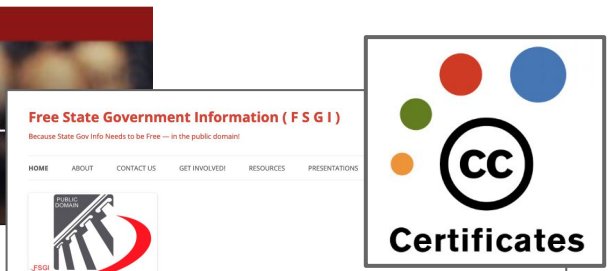 Free State Government Information ( F S G I )
Because State Gov Info Needs to be Free — in the public domain!
HOME ABOUT CONTACT US GET INVOLVED! RESOURCES PRESENTATIONS
PUBLIC
DOMAIN
.FSGI
cc
Certificates